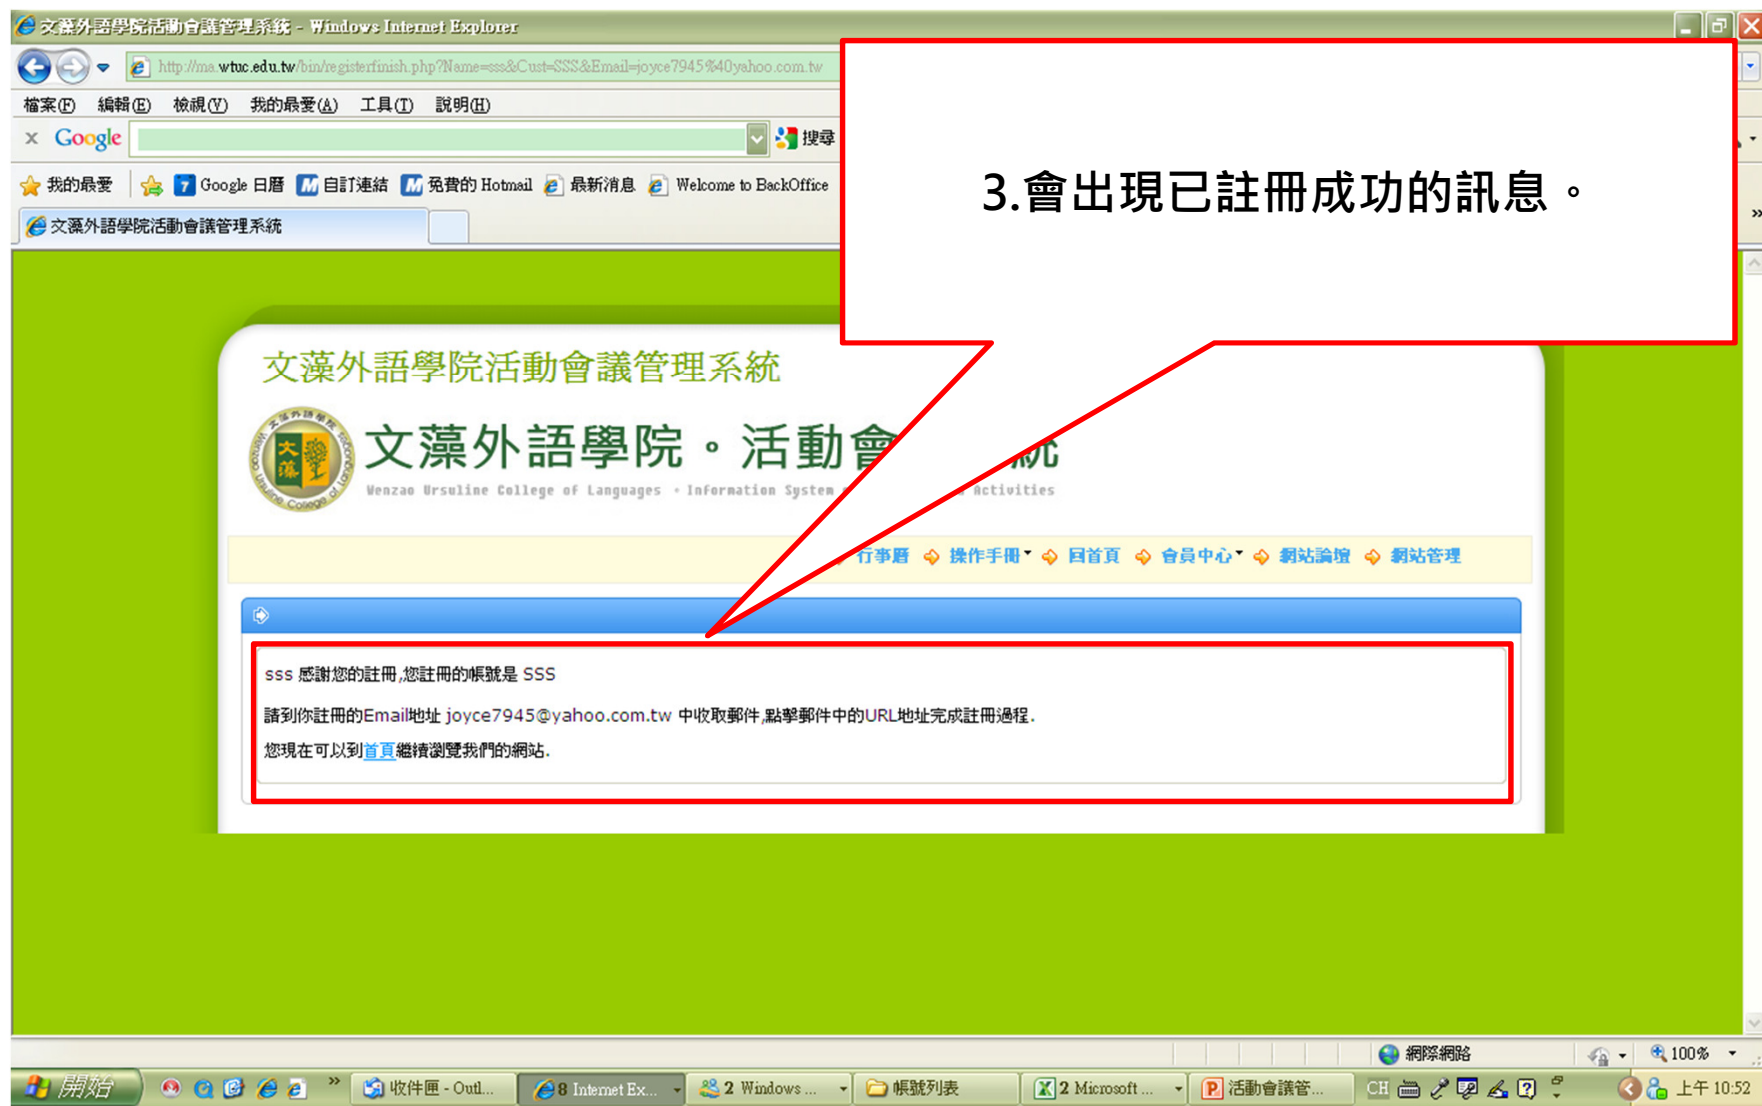 文藻外語學院活動會議管理系統 - Windows Internet Explorer
http://ma.wtuc.edu.tw/bin/registerfinish.php?Name=sss&Cust=SSS&Email=joyce7945%40yahoo.com.tw
檔案(F) 編輯(E) 檢視(V) 我的最愛(A) 工具(T) 說明(H)
x Google 搜尋
我的最愛 Google 日曆 自訂連結 免費的 Hotmail 最新消息 Welcome to BackOffice
文藻外語學院活動會議管理系統
3.會出現已註冊成功的訊息。
文藻外語學院活動會議管理系統
文藻外語學院。活動會 統
Wenzao Ursuline College of Languages · Information System Activities
行事曆 操作手冊 回首頁 會員中心 網站論壇 網站管理
sss 感謝您的註冊,您註冊的帳號是 SSS
請到你註冊的Email地址 joyce7945@yahoo.com.tw 中收取郵件,點擊郵件中的URL地址完成註冊過程.
您現在可以到首頁繼續瀏覽我們的網站.
網際網路 100%
開始 收件匣 - Outl... 8 Internet Ex... 2 Windows ... 帳號列表 2 Microsoft ... 活動會議管... CH 上午 10:52